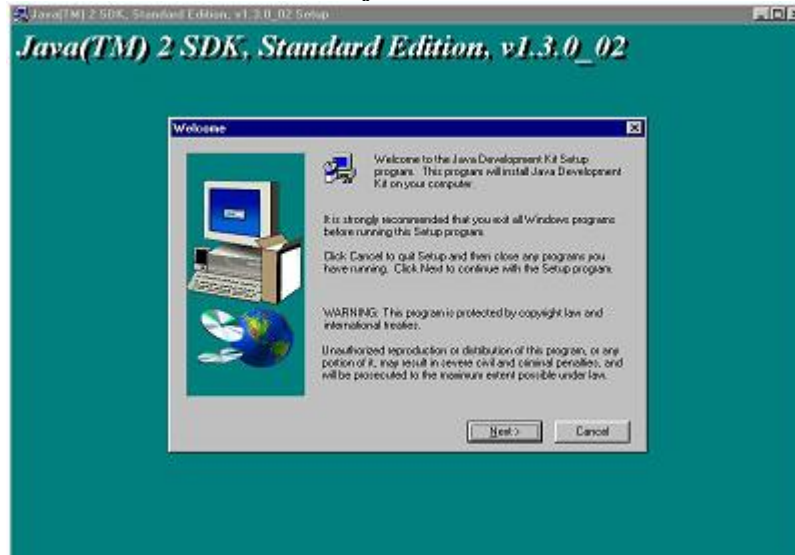 Java(TM) 2 SDK, Standard Edition, v1.3.0_02 Setup
Java(TM) 2 SDK, Standard Edition, v1.3.0_02
Welcome
Welcome to the Java Development Kit Setup
program. This program will install Java Development
Kit on your computer.
It is strongly recommended that you exit all Windows programs
before running this Setup program.
Click Cancel to quit Setup and then close any programs you
have running. Click Next to continue with the Setup program.
WARNING: This program is protected by copyright law and
international treaties.
Unauthorized reproduction or distribution of this program, or any
portion of it, may result in severe civil and criminal penalties, and
will be prosecuted to the maximum extent possible under law.
Next >
Cancel